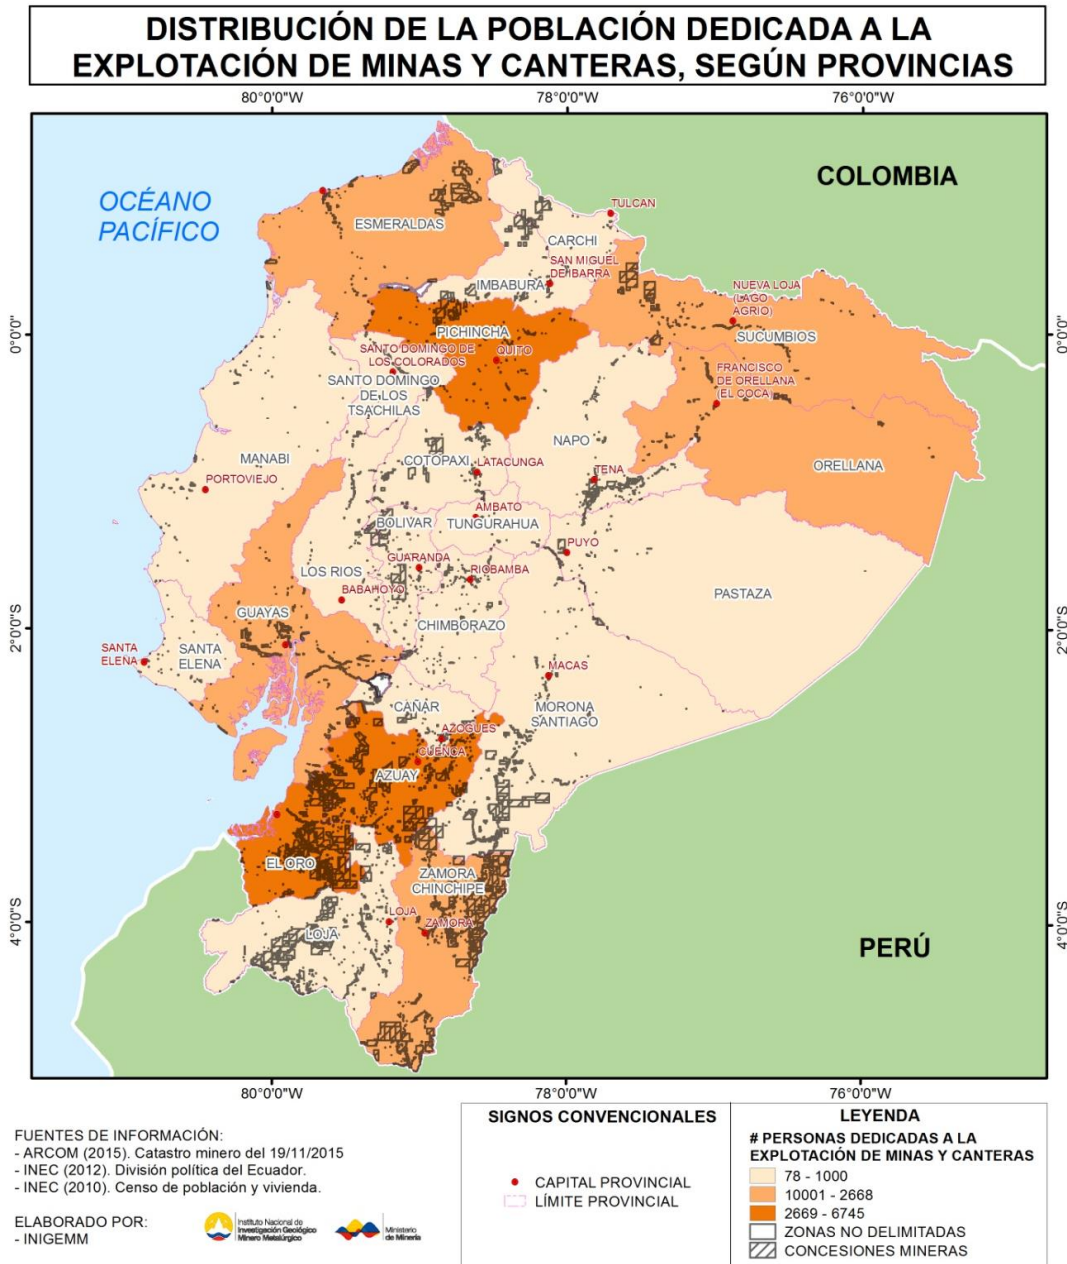 DISTRIBUCIÓN DE LA POBLACIÓN DEDICADA A LA
EXPLOTACIÓN DE MINAS Y CANTERAS, SEGÚN PROVINCIAS
80°0'0"W
78°0'0"W
76°0'0"W
OCÉANO
PACÍFICO
COLOMBIA
PERÚ
0°0'0"
2°0'0"S
4°0'0"S
0°0'0"
2°0'0"S
4°0'0"S
TULCAN
ESMERALDAS
CARCHI
SAN MIGUEL
DE IBARRA
IMBABURA
NUEVA LOJA
(LAGO
AGRIO)
SUCUMBIOS
PICHINCHA
QUITO
SANTO DOMINGO DE
LOS COLORADOS
SANTO DOMINGO
DE LOS
TSACHILAS
FRANCISCO
DE ORELLANA
(EL COCA)
NAPO
ORELLANA
MANABI
COTOPAXI
LATACUNGA
TENA
PORTOVIEJO
AMBATO
BOLIVAR
TUNGURAHUA
PUYO
GUARANDA
RIOBAMBA
LOS RIOS
BABAHOYO
PASTAZA
GUAYAS
CHIMBORAZO
SANTA
ELENA
SANTA
ELENA
MACAS
CAÑAR
MORONA
SANTIAGO
AZOGUES
CUENCA
AZUAY
EL ORO
ZAMORA
CHINCHIPE
LOJA
ZAMORA
LOJA
80°0'0"W
78°0'0"W
76°0'0"W
FUENTES DE INFORMACIÓN:
- ARCOM (2015). Catastro minero del 19/11/2015
- INEC (2012). División política del Ecuador.
- INEC (2010). Censo de población y vivienda.
ELABORADO POR:
- INIGEMM
Instituto Nacional de
Investigación Geológico
Minero Metalúrgico
Ministerio
de Minería
SIGNOS CONVENCIONALES
CAPITAL PROVINCIAL
LÍMITE PROVINCIAL
LEYENDA
# PERSONAS DEDICADAS A LA
EXPLOTACIÓN DE MINAS Y CANTERAS
78 - 1000
10001 - 2668
2669 - 6745
ZONAS NO DELIMITADAS
CONCESIONES MINERAS